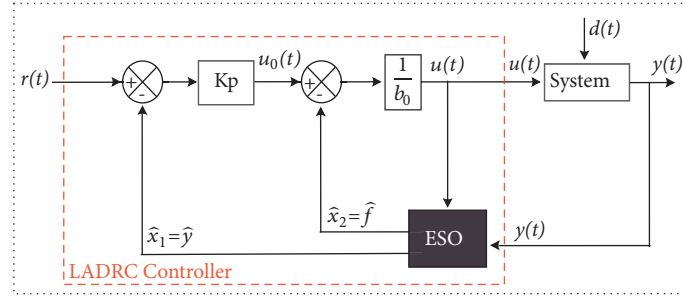 d(t)
r(t)
+
-
Kp
u₀(t)
+
-
1
b₀
u(t)
u(t)
System
y(t)
x̂₁=ŷ
x̂₂=f̂
ESO
y(t)
LADRC Controller